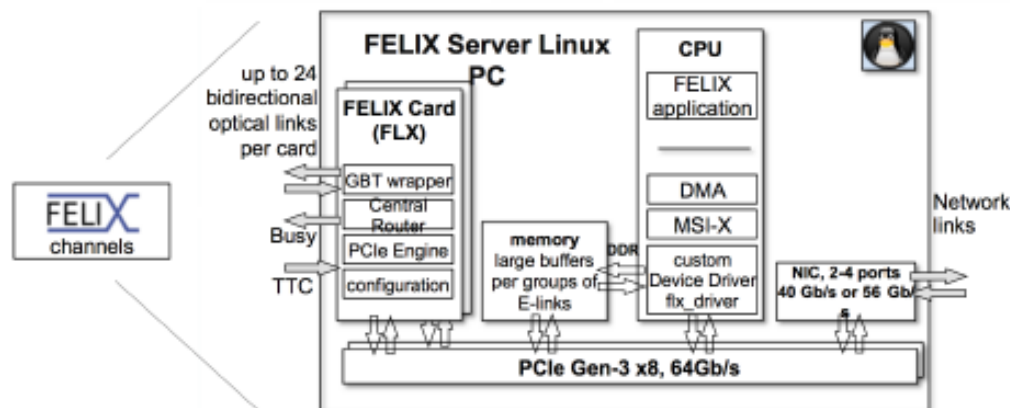 FELIX
channels
up to 24
bidirectional
optical links
per card
Busy
TTC
FELIX Server Linux
PC
FELIX Card
(FLX)
GBT wrapper
Central
Router
PCIe Engine
configuration
memory
large buffers
per groups of
E-links
DDR
CPU
FELIX
application
DMA
MSI-X
custom
Device Driver
flx_driver
NIC, 2-4 ports
40 Gb/s or 56 Gb/
s
Network
links
PCIe Gen-3 x8, 64Gb/s